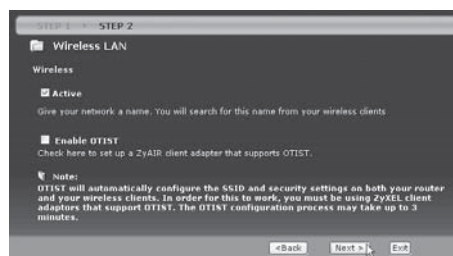 STEP 1 STEP 2
Wireless LAN
Wireless
Active
Give your network a name. You will search for this name from your wireless clients
Enable OTIST
Check here to set up a ZyAIR client adapter that supports OTIST.
Note:
OTIST will automatically configure the SSID and security settings on both your router
and your wireless clients. In order for this to work, you must be using ZyXEL client
adaptors that support OTIST. The OTIST configuration process may take up to 3
minutes.
<Back Next > Exit